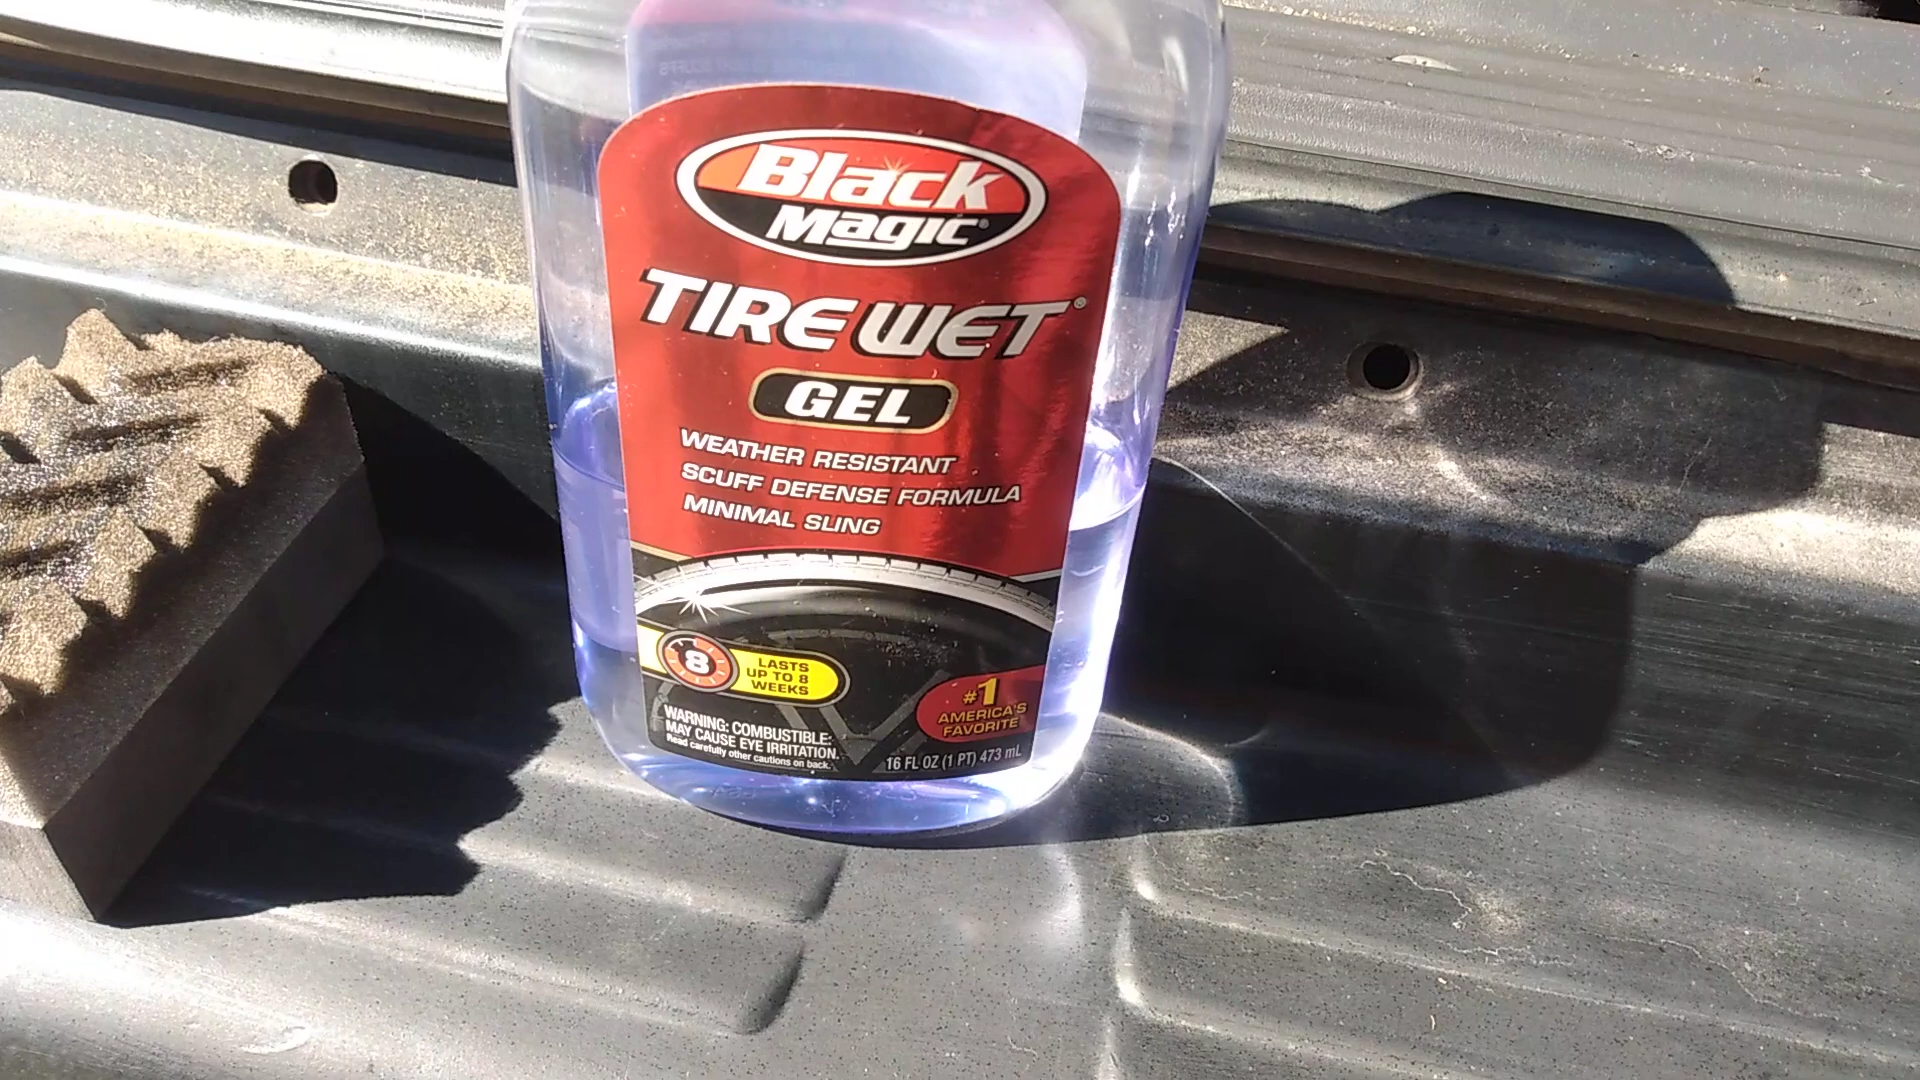 Black
Magic®
TIRE WET®
GEL
WEATHER RESISTANT
SCUFF DEFENSE FORMULA
MINIMAL SLING
8
LASTS
UP TO 8
WEEKS
#1
AMERICA'S
FAVORITE
WARNING: COMBUSTIBLE:
MAY CAUSE EYE IRRITATION.
Read carefully other cautions on back.
16 FL OZ (1 PT) 473 mL